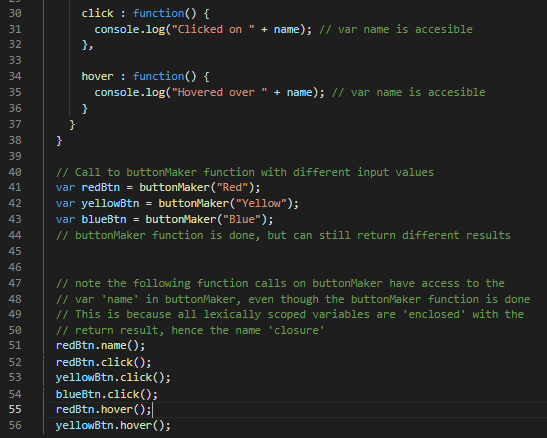 30 click : function() {
31 console.log("Clicked on " + name); // var name is accesible
32 },
33
34 hover : function() {
35 console.log("Hovered over " + name); // var name is accesible
36 }
37 }
38 }
39
40 // Call to buttonMaker function with different input values
41 var redBtn = buttonMaker("Red");
42 var yellowBtn = buttonMaker("Yellow");
43 var blueBtn = buttonMaker("Blue");
44 // buttonMaker function is done, but can still return different results
45
46
47 // note the following function calls on buttonMaker have access to the
48 // var 'name' in buttonMaker, even though the buttonMaker function is done
49 // This is because all lexically scoped variables are 'enclosed' with the
50 // return result, hence the name 'closure'
51 redBtn.name();
52 redBtn.click();
53 yellowBtn.click();
54 blueBtn.click();
55 redBtn.hover();
56 yellowBtn.hover();